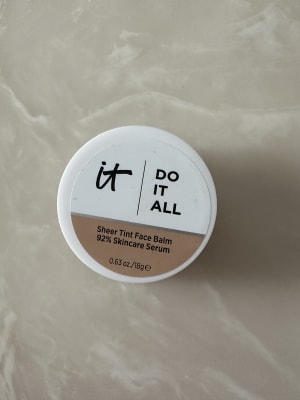 it
DO
IT
ALL
Sheer Tint Face Balm
92% Skincare Serum
0.63 oz./18g℮